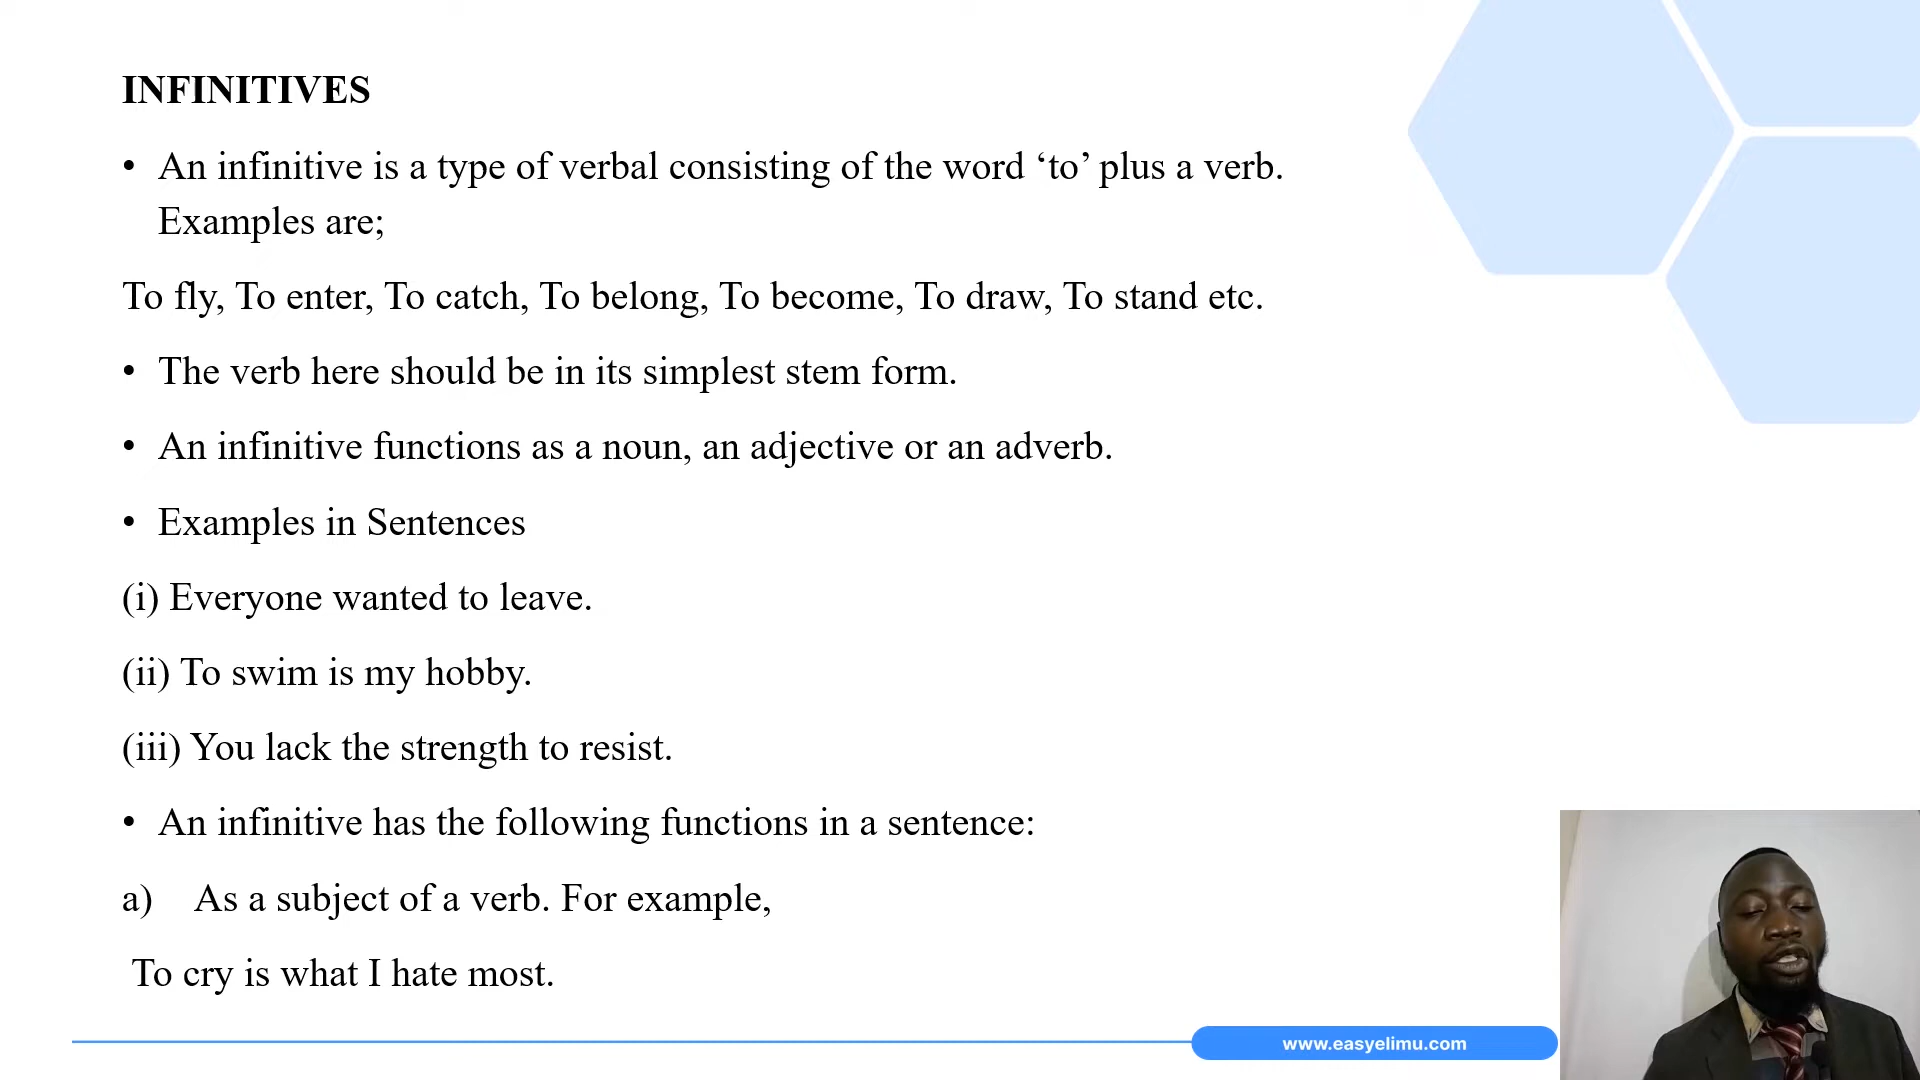 INFINITIVES
• An infinitive is a type of verbal consisting of the word ‘to’ plus a verb.
Examples are;
To fly, To enter, To catch, To belong, To become, To draw, To stand etc.
• The verb here should be in its simplest stem form.
• An infinitive functions as a noun, an adjective or an adverb.
• Examples in Sentences
(i) Everyone wanted to leave.
(ii) To swim is my hobby.
(iii) You lack the strength to resist.
• An infinitive has the following functions in a sentence:
a) As a subject of a verb. For example,
To cry is what I hate most.
www.easyelimu.com